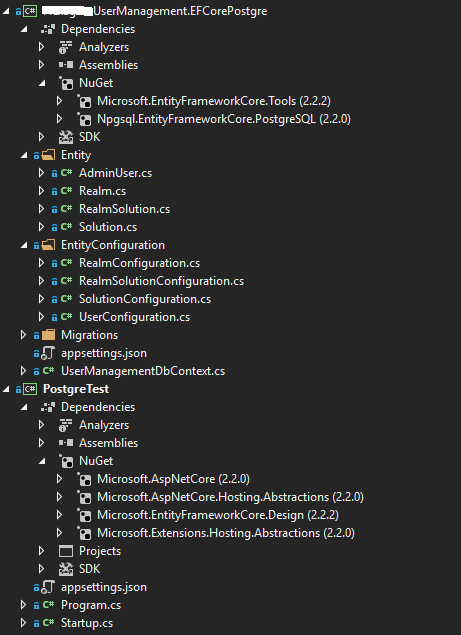 C# UserManagement.EFCorePostgre
Dependencies
Analyzers
Assemblies
NuGet
Microsoft.EntityFrameworkCore.Tools (2.2.2)
Npgsql.EntityFrameworkCore.PostgreSQL (2.2.0)
SDK
Entity
C# AdminUser.cs
C# Realm.cs
C# RealmSolution.cs
C# Solution.cs
EntityConfiguration
C# RealmConfiguration.cs
C# RealmSolutionConfiguration.cs
C# SolutionConfiguration.cs
C# UserConfiguration.cs
Migrations
appsettings.json
C# UserManagementDbContext.cs
C# PostgreTest
Dependencies
Analyzers
Assemblies
NuGet
Microsoft.AspNetCore (2.2.0)
Microsoft.AspNetCore.Hosting.Abstractions (2.2.0)
Microsoft.EntityFrameworkCore.Design (2.2.2)
Microsoft.Extensions.Hosting.Abstractions (2.2.0)
Projects
SDK
appsettings.json
C# Program.cs
C# Startup.cs